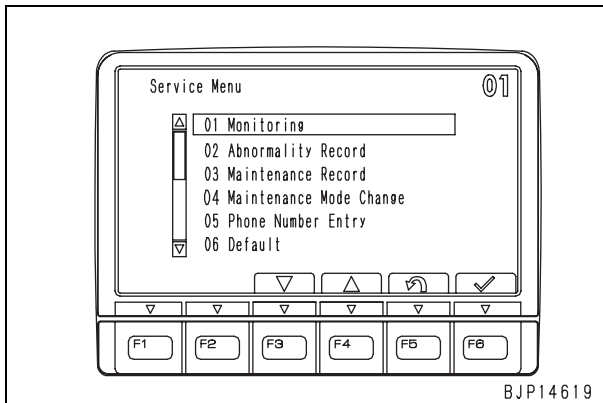 Service Menu 01
01 Monitoring
02 Abnormality Record
03 Maintenance Record
04 Maintenance Mode Change
05 Phone Number Entry
06 Default
F1 F2 F3 F4 F5 F6
BJP14619